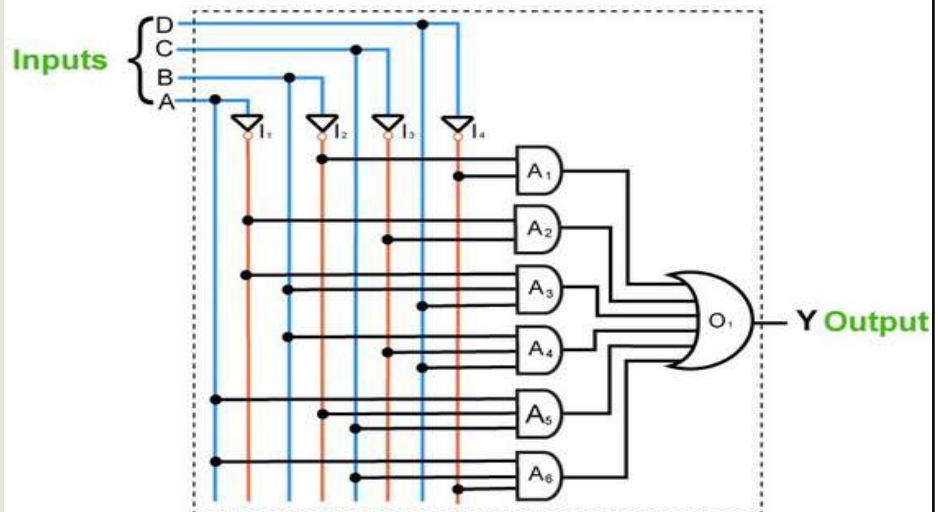 D
C
Inputs
B
A
I₁ I₂ I₃ I₄
A₁
A₂
A₃
O₁ Y Output
A₄
A₅
A₆